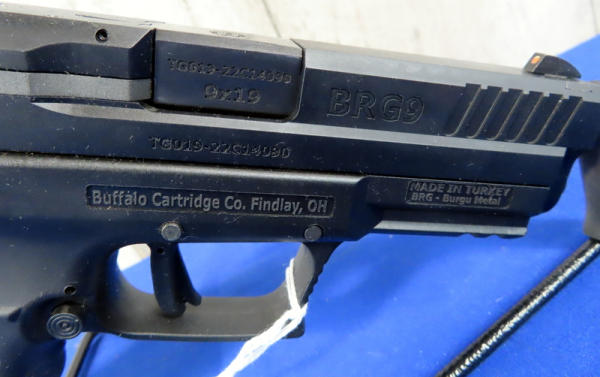 TG019-22C14090
9x19
BRG9
TG019-22C14090
Buffalo Cartridge Co. Findlay, OH
MADE IN TURKEY
BRG - Burgu Metal